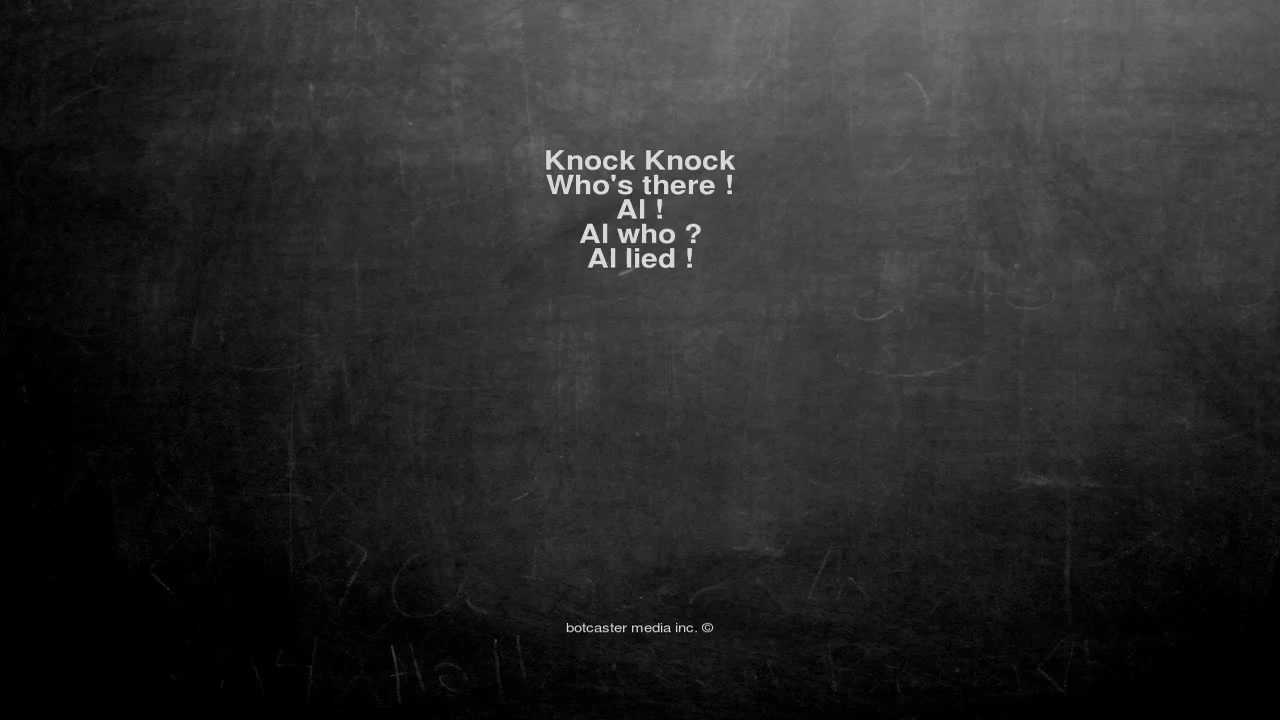 Knock Knock
Who's there !
Al !
Al who ?
Al lied !
botcaster media inc. ©